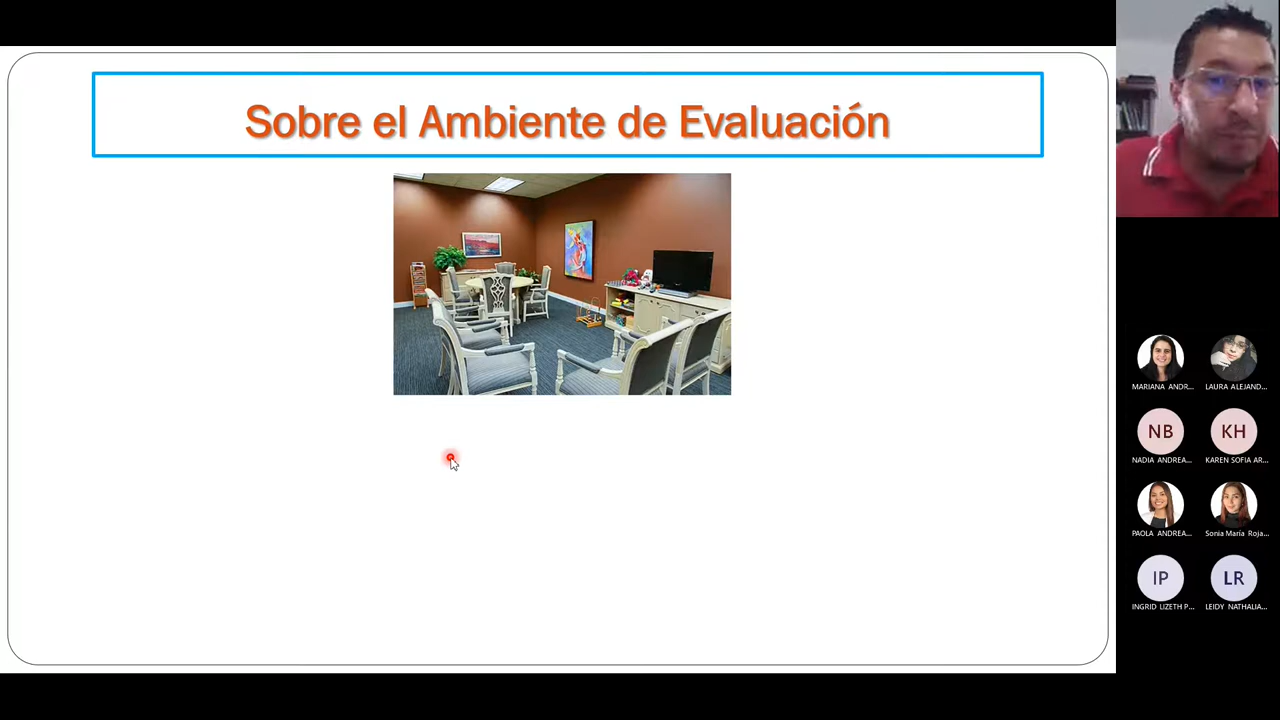 Sobre el Ambiente de Evaluación
MARIANA ANDR...
LAURA ALEJAND...
NB
KH
NADIA ANDREA...
KAREN SOFIA AR...
PAOLA ANDREA...
Sonia María Roja...
IP
LR
INGRID LIZETH P...
LEIDY NATHALIA...